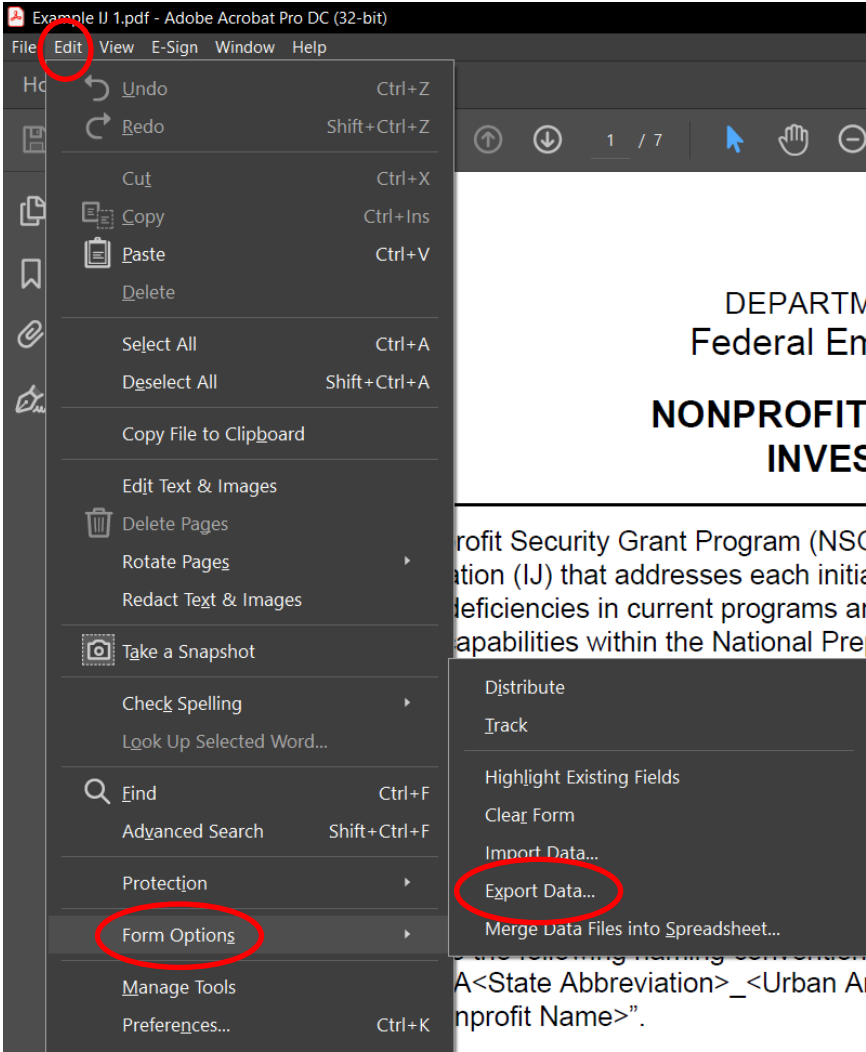 Example IJ 1.pdf - Adobe Acrobat Pro DC (32-bit)
File Edit View E-Sign Window Help
Undo Ctrl+Z
Redo Shift+Ctrl+Z
1 / 7
Cut Ctrl+X
Copy Ctrl+Ins
Paste Ctrl+V
Delete
Select All Ctrl+A
Deselect All Shift+Ctrl+A
Copy File to Clipboard
Edit Text & Images
Delete Pages
Rotate Pages
Redact Text & Images
Take a Snapshot
Check Spelling
Look Up Selected Word...
Find Ctrl+F
Advanced Search Shift+Ctrl+F
Protection
Form Options
Manage Tools
Preferences... Ctrl+K
DEPARTM
Federal Em
NONPROFIT
INVES
rofit Security Grant Program (NSG
ation (IJ) that addresses each initia
deficiencies in current programs an
apabilities within the National Prep
Distribute
Track
Highlight Existing Fields
Clear Form
Import Data...
Export Data...
Merge Data Files into Spreadsheet...
the following naming convention
A<State Abbreviation>_<Urban Ar
nprofit Name>”.